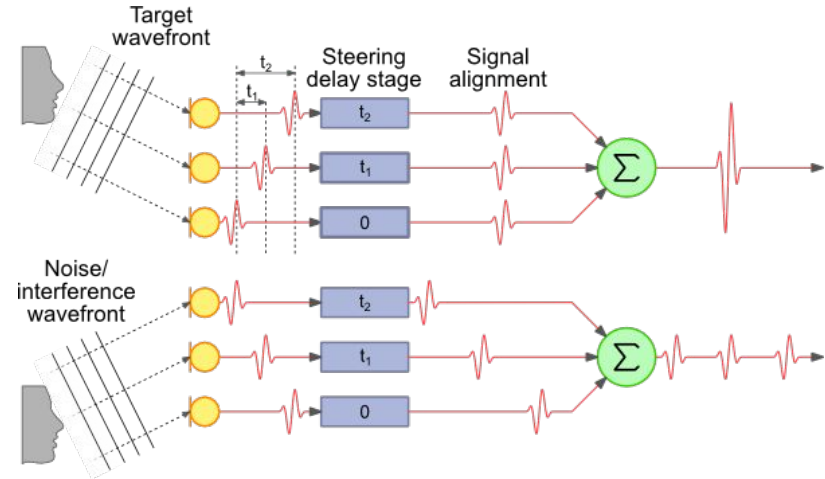 Target
wavefront
t₂
t₁
Steering
delay stage
Signal
alignment
t₂
t₁
0
Σ
Noise/
interference
wavefront
t₂
t₁
0
Σ